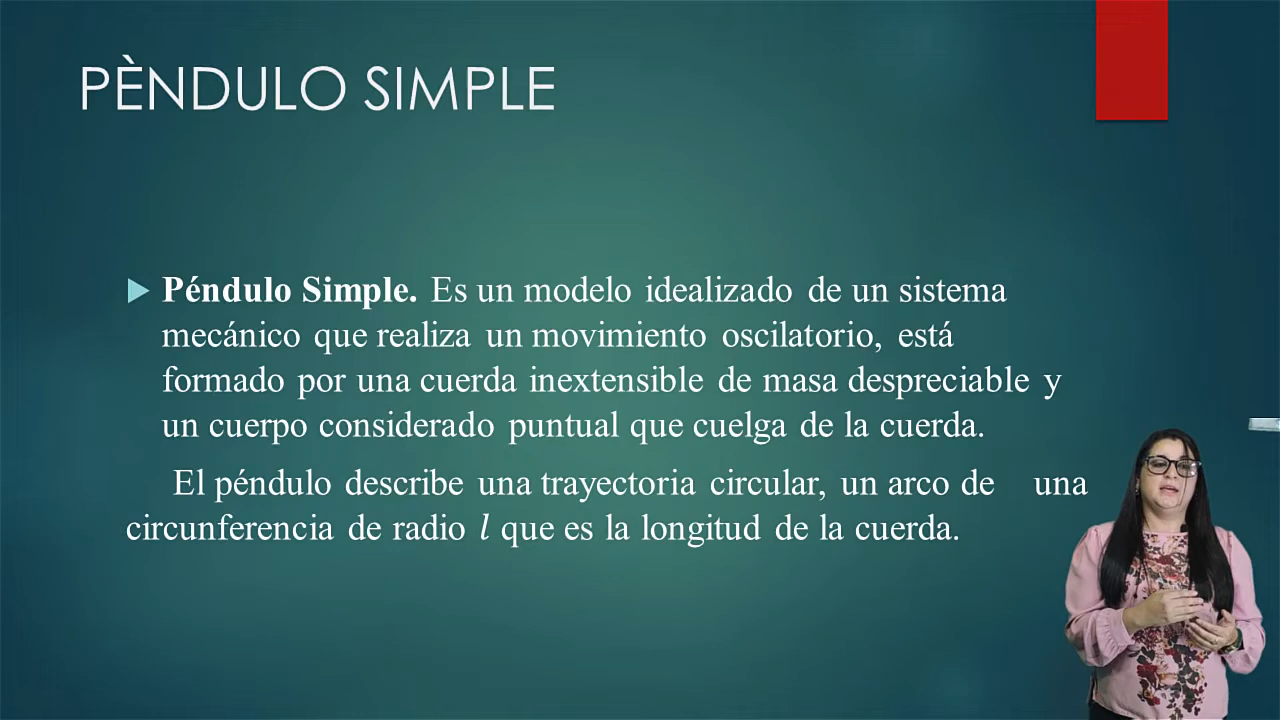 PÈNDULO SIMPLE
Péndulo Simple. Es un modelo idealizado de un sistema
mecánico que realiza un movimiento oscilatorio, está
formado por una cuerda inextensible de masa despreciable y
un cuerpo considerado puntual que cuelga de la cuerda.
El péndulo describe una trayectoria circular, un arco de una
circunferencia de radio l que es la longitud de la cuerda.